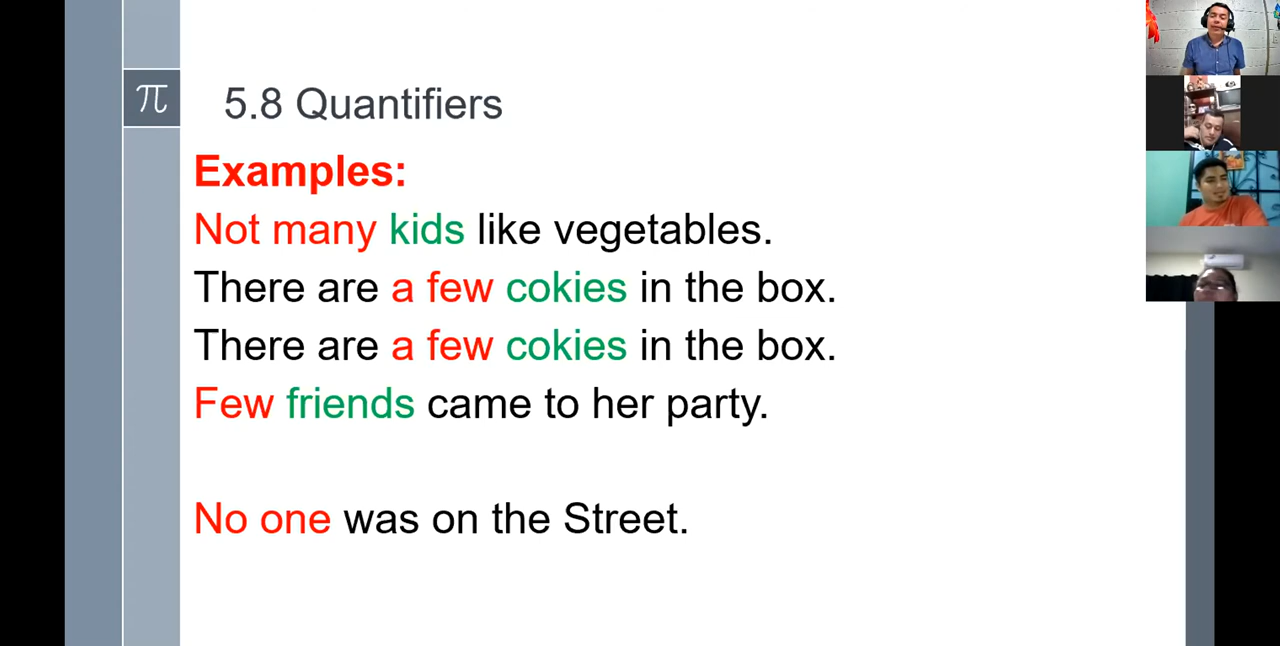 π
5.8 Quantifiers
Examples:
Not many kids like vegetables.
There are a few cokies in the box.
There are a few cokies in the box.
Few friends came to her party.
No one was on the Street.